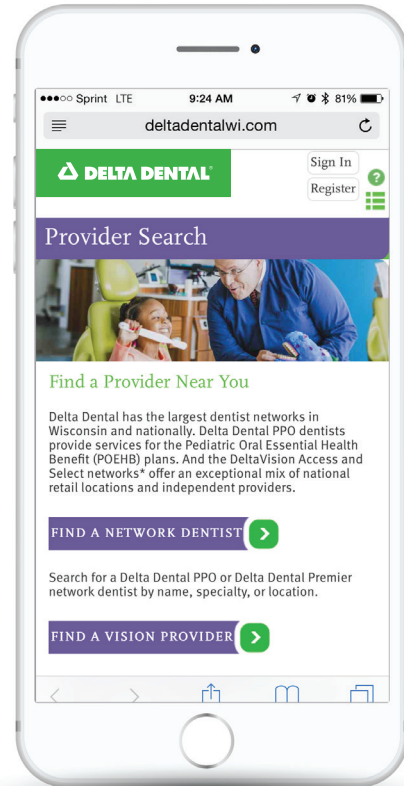 Sprint LTE 9:24 AM 81%
deltadentalwi.com
DELTA DENTAL®
Sign In
Register
?
Provider Search
Find a Provider Near You
Delta Dental has the largest dentist networks in
Wisconsin and nationally. Delta Dental PPO dentists
provide services for the Pediatric Oral Essential Health
Benefit (POEHB) plans. And the DeltaVision Access and
Select networks* offer an exceptional mix of national
retail locations and independent providers.
FIND A NETWORK DENTIST
Search for a Delta Dental PPO or Delta Dental Premier
network dentist by name, specialty, or location.
FIND A VISION PROVIDER